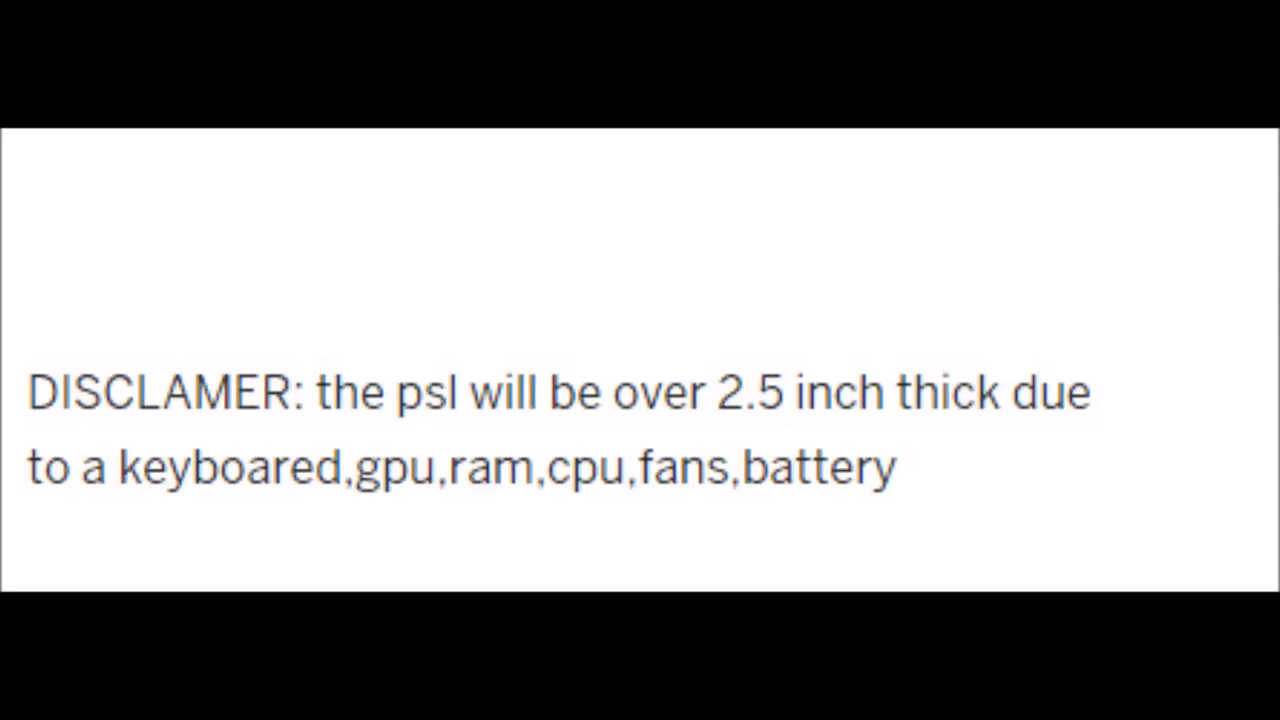 DISCLAMER: the psl will be over 2.5 inch thick due
to a keyboared,gpu,ram,cpu,fans,battery